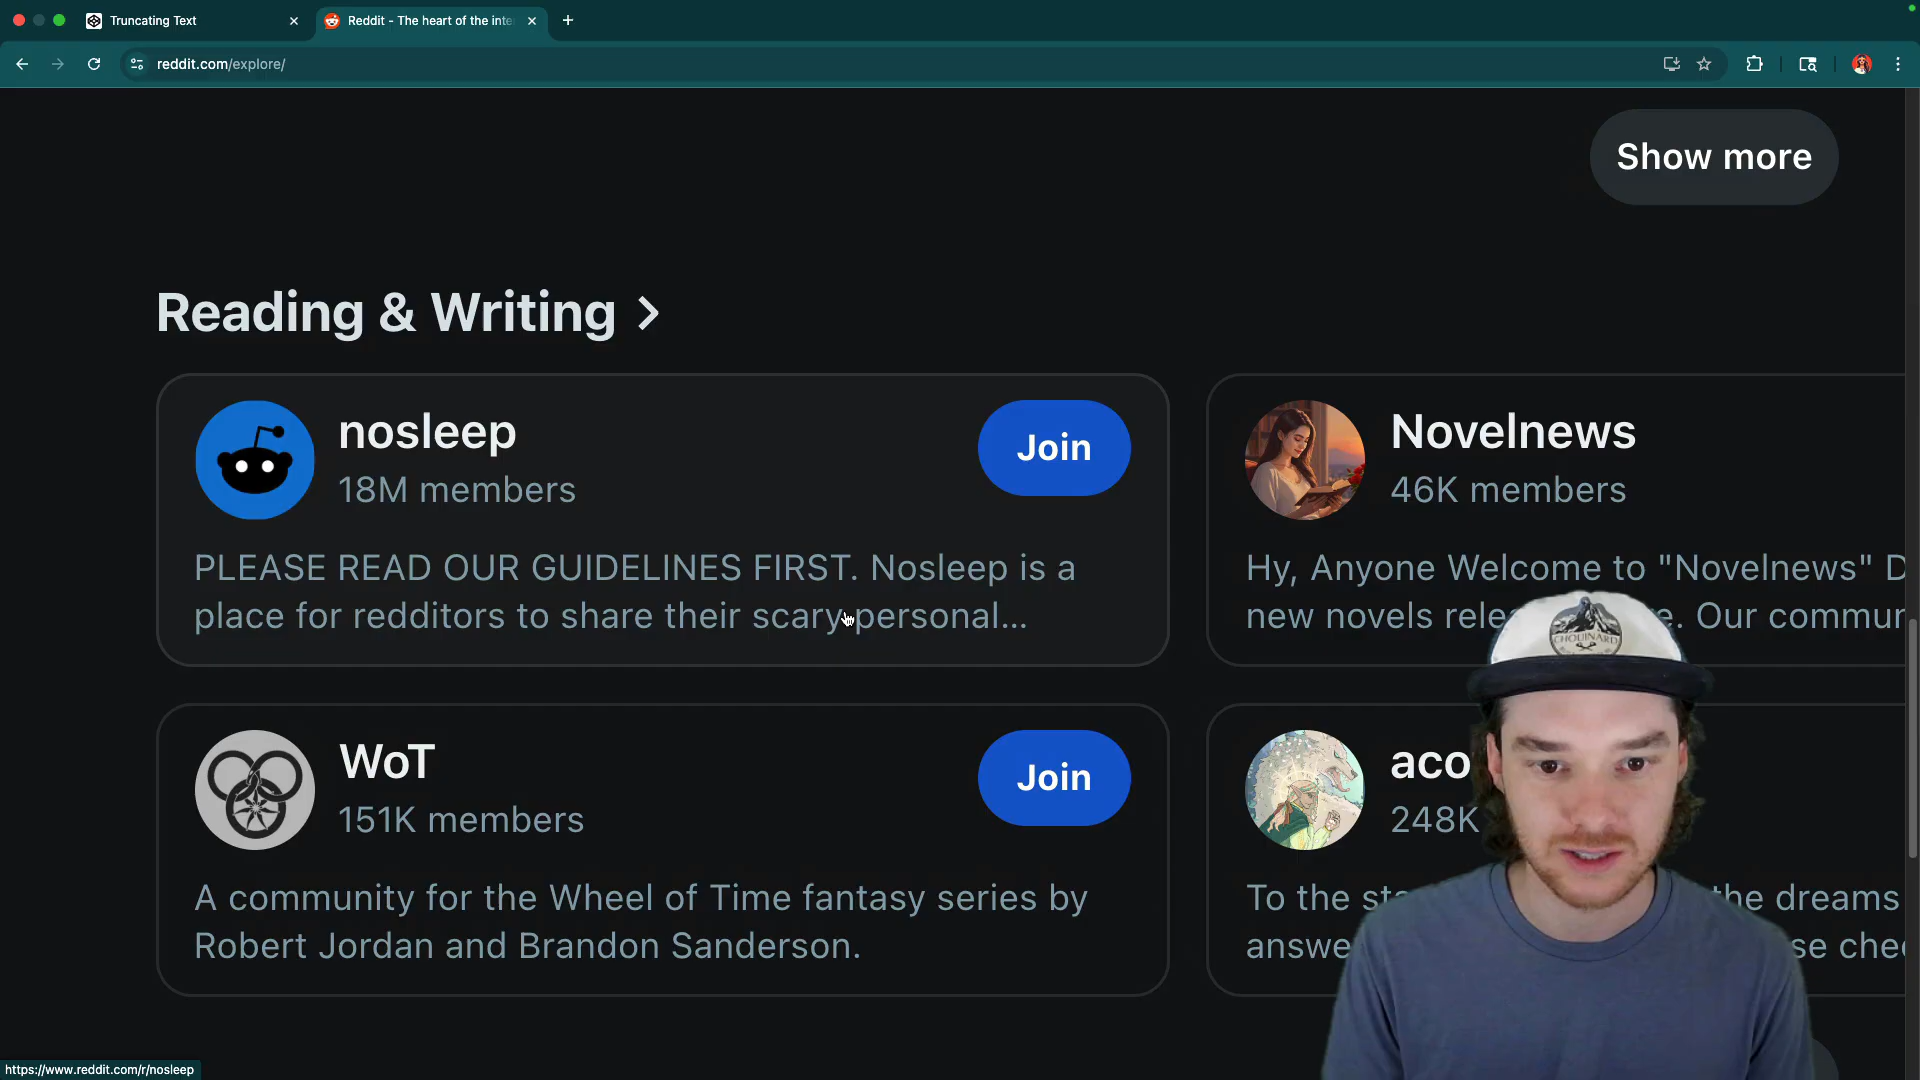 Truncating Text
Reddit - The heart of the inte
reddit.com/explore/
Show more
Reading & Writing
nosleep
18M members
Join
PLEASE READ OUR GUIDELINES FIRST. Nosleep is a
place for redditors to share their scary personal...
Novelnews
46K members
Hy, Anyone Welcome to "Novelnews" D
new novels rele e. Our commun
CHOUINARD
WoT
151K members
Join
A community for the Wheel of Time fantasy series by
Robert Jordan and Brandon Sanderson.
aco
248K
To the sta the dreams
answe se chec
https://www.reddit.com/r/nosleep